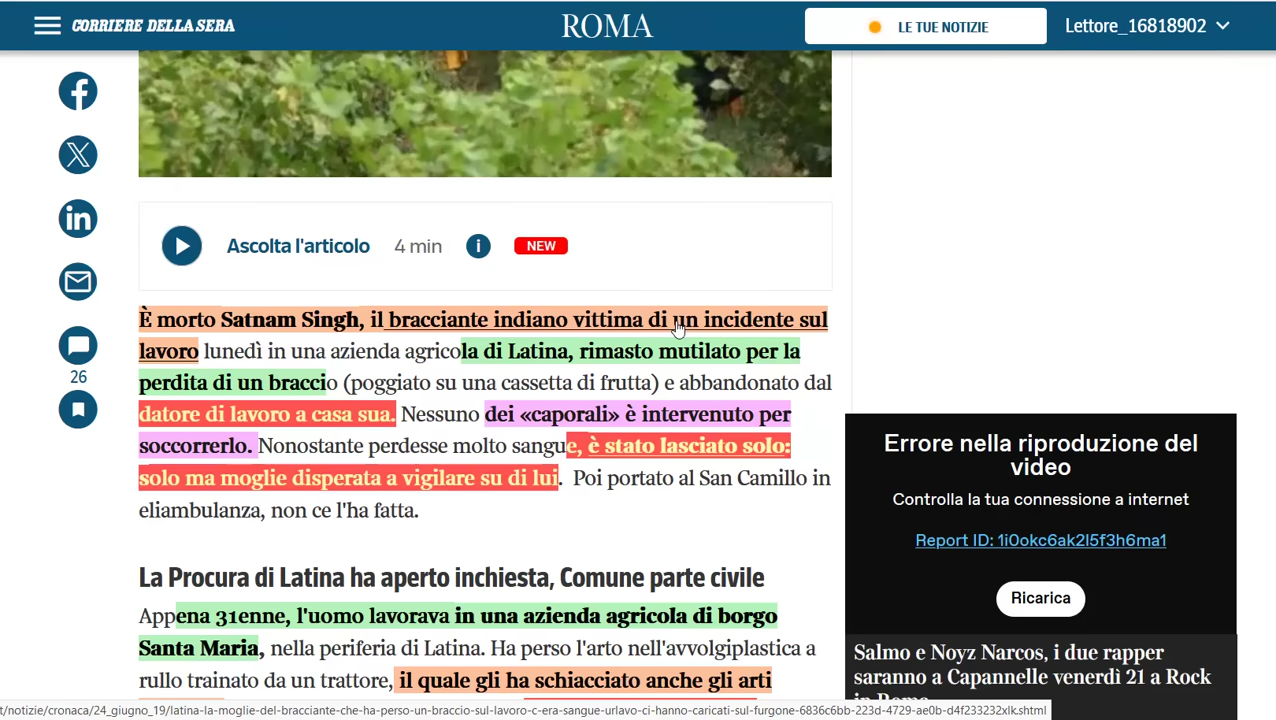 CORRIERE DELLA SERA
ROMA
LE TUE NOTIZIE
Lettore_16818902
Ascolta l'articolo 4 min i NEW
È morto Satnam Singh, il bracciante indiano vittima di un incidente sul
lavoro lunedì in una azienda agricola di Latina, rimasto mutilato per la
perdita di un braccio (poggiato su una cassetta di frutta) e abbandonato dal
datore di lavoro a casa sua. Nessuno dei «caporali» è intervenuto per
soccorrerlo. Nonostante perdesse molto sangue, è stato lasciato solo:
solo ma moglie disperata a vigilare su di lui. Poi portato al San Camillo in
eliambulanza, non ce l'ha fatta.
26
La Procura di Latina ha aperto inchiesta, Comune parte civile
Appena 31enne, l'uomo lavorava in una azienda agricola di borgo
Santa Maria, nella periferia di Latina. Ha perso l'arto nell'avvolgiplastica a
rullo trainato da un trattore, il quale gli ha schiacciato anche gli arti
Errore nella riproduzione del
video
Controlla la tua connessione a internet
Report ID: 1i0okc6ak2l5f3h6ma1
Ricarica
Salmo e Noyz Narcos, i due rapper
saranno a Capannelle venerdì 21 a Rock
in Roma
t/notizie/cronaca/24_giugno_19/latina-la-moglie-del-bracciante-che-ha-perso-un-braccio-sul-lavoro-c-era-sangue-urlavo-ci-hanno-caricati-sul-furgone-6836c6bb-223d-4729-ae0b-d4f233232xlk.shtml